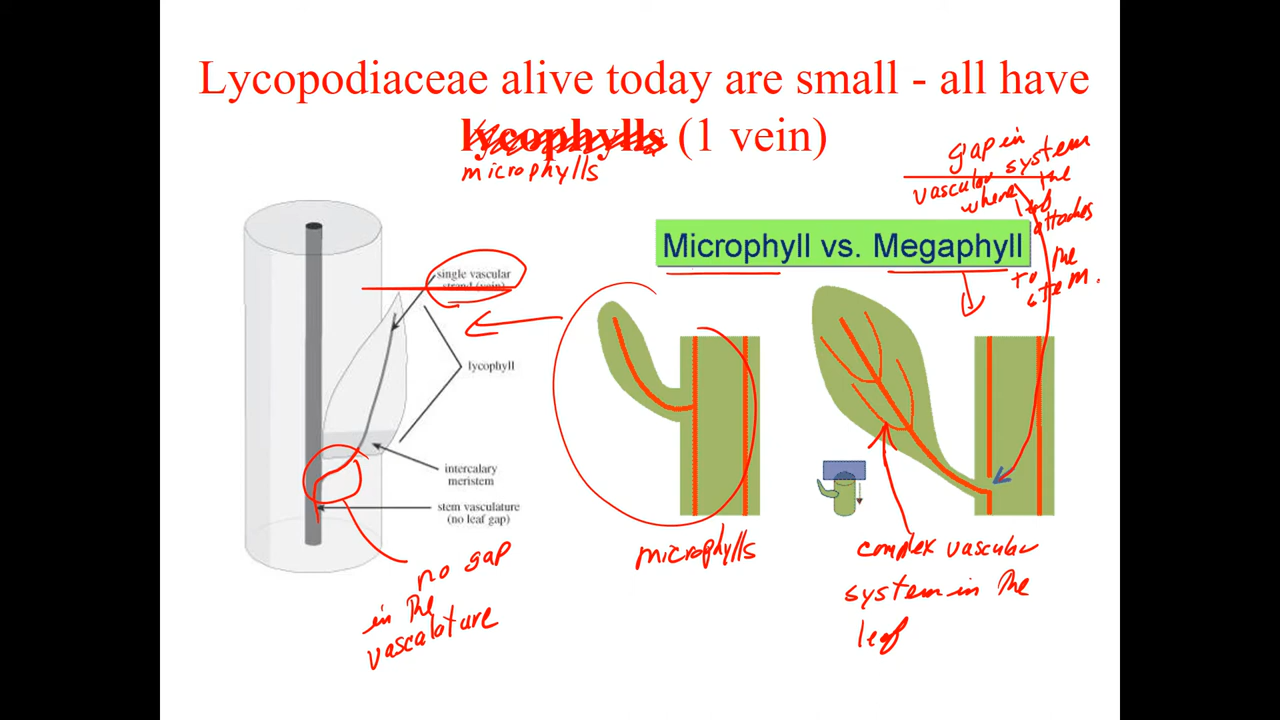 Lycopodiaceae alive today are small - all have
lycophylls (1 vein)
microphylls
gap in
vascular system
where the
leaf
attaches
to the
stem.
Microphyll vs. Megaphyll
single vascular
strand (vein)
lycophyll
intercalary
meristem
stem vasculature
(no leaf gap)
no gap
in the
vasculature
microphylls
complex vascular
system in the
leaf